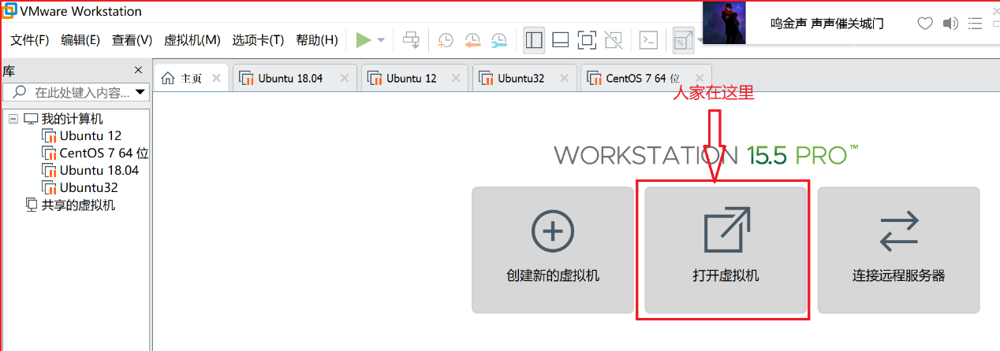 VMware Workstation
鸣金声 声声催关城门
文件(F) 编辑(E) 查看(V) 虚拟机(M) 选项卡(T) 帮助(H)
库
主页
Ubuntu 18.04
Ubuntu 12
Ubuntu32
CentOS 7 64 位
在此处键入内容...
人家在这里
我的计算机
Ubuntu 12
CentOS 7 64 位
Ubuntu 18.04
Ubuntu32
共享的虚拟机
WORKSTATION 15.5 PRO™
创建新的虚拟机
打开虚拟机
连接远程服务器